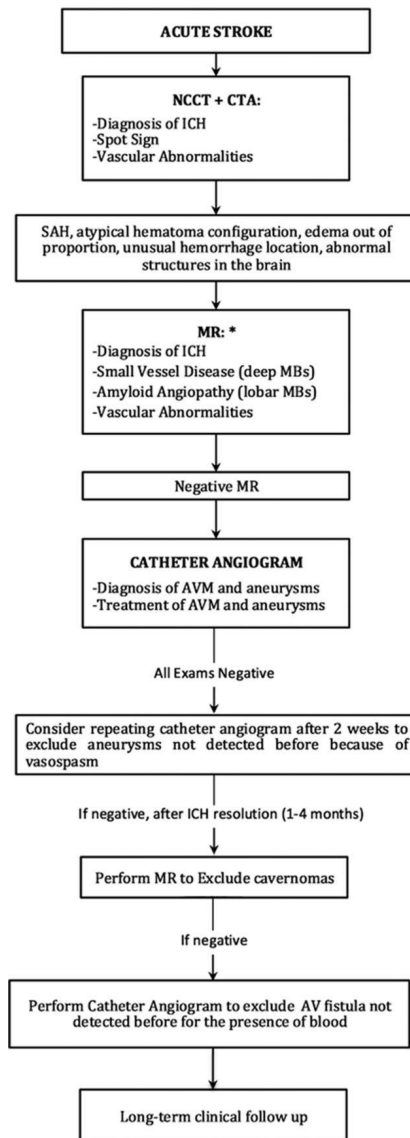 ACUTE STROKE
NCCT + CTA:
-Diagnosis of ICH
-Spot Sign
-Vascular Abnormalities
SAH, atypical hematoma configuration, edema out of
proportion, unusual hemorrhage location, abnormal
structures in the brain
MR: *
-Diagnosis of ICH
-Small Vessel Disease (deep MBs)
-Amyloid Angiopathy (lobar MBs)
-Vascular Abnormalities
Negative MR
CATHETER ANGIOGRAM
-Diagnosis of AVM and aneurysms
-Treatment of AVM and aneurysms
All Exams Negative
Consider repeating catheter angiogram after 2 weeks to
exclude aneurysms not detected before because of
vasospasm
If negative, after ICH resolution (1-4 months)
Perform MR to Exclude cavernomas
If negative
Perform Catheter Angiogram to exclude AV fistula not
detected before for the presence of blood
Long-term clinical follow up